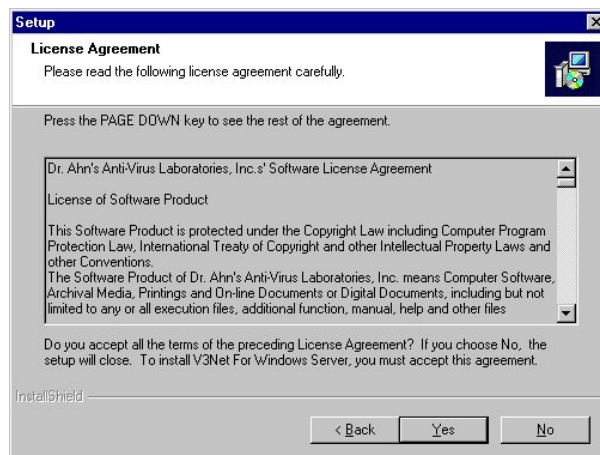 Setup
License Agreement
Please read the following license agreement carefully.
Press the PAGE DOWN key to see the rest of the agreement.
Dr. Ahn's Anti-Virus Laboratories, Inc.s' Software License Agreement
License of Software Product
This Software Product is protected under the Copyright Law including Computer Program
Protection Law, International Treaty of Copyright and other Intellectual Property Laws and
other Conventions.
The Software Product of Dr. Ahn's Anti-Virus Laboratories, Inc. means Computer Software,
Archival Media, Printings and On-line Documents or Digital Documents, including but not
limited to any or all execution files, additional function, manual, help and other files
Do you accept all the terms of the preceding License Agreement? If you choose No, the
setup will close. To install V3Net For Windows Server, you must accept this agreement.
InstallShield
< Back Yes No